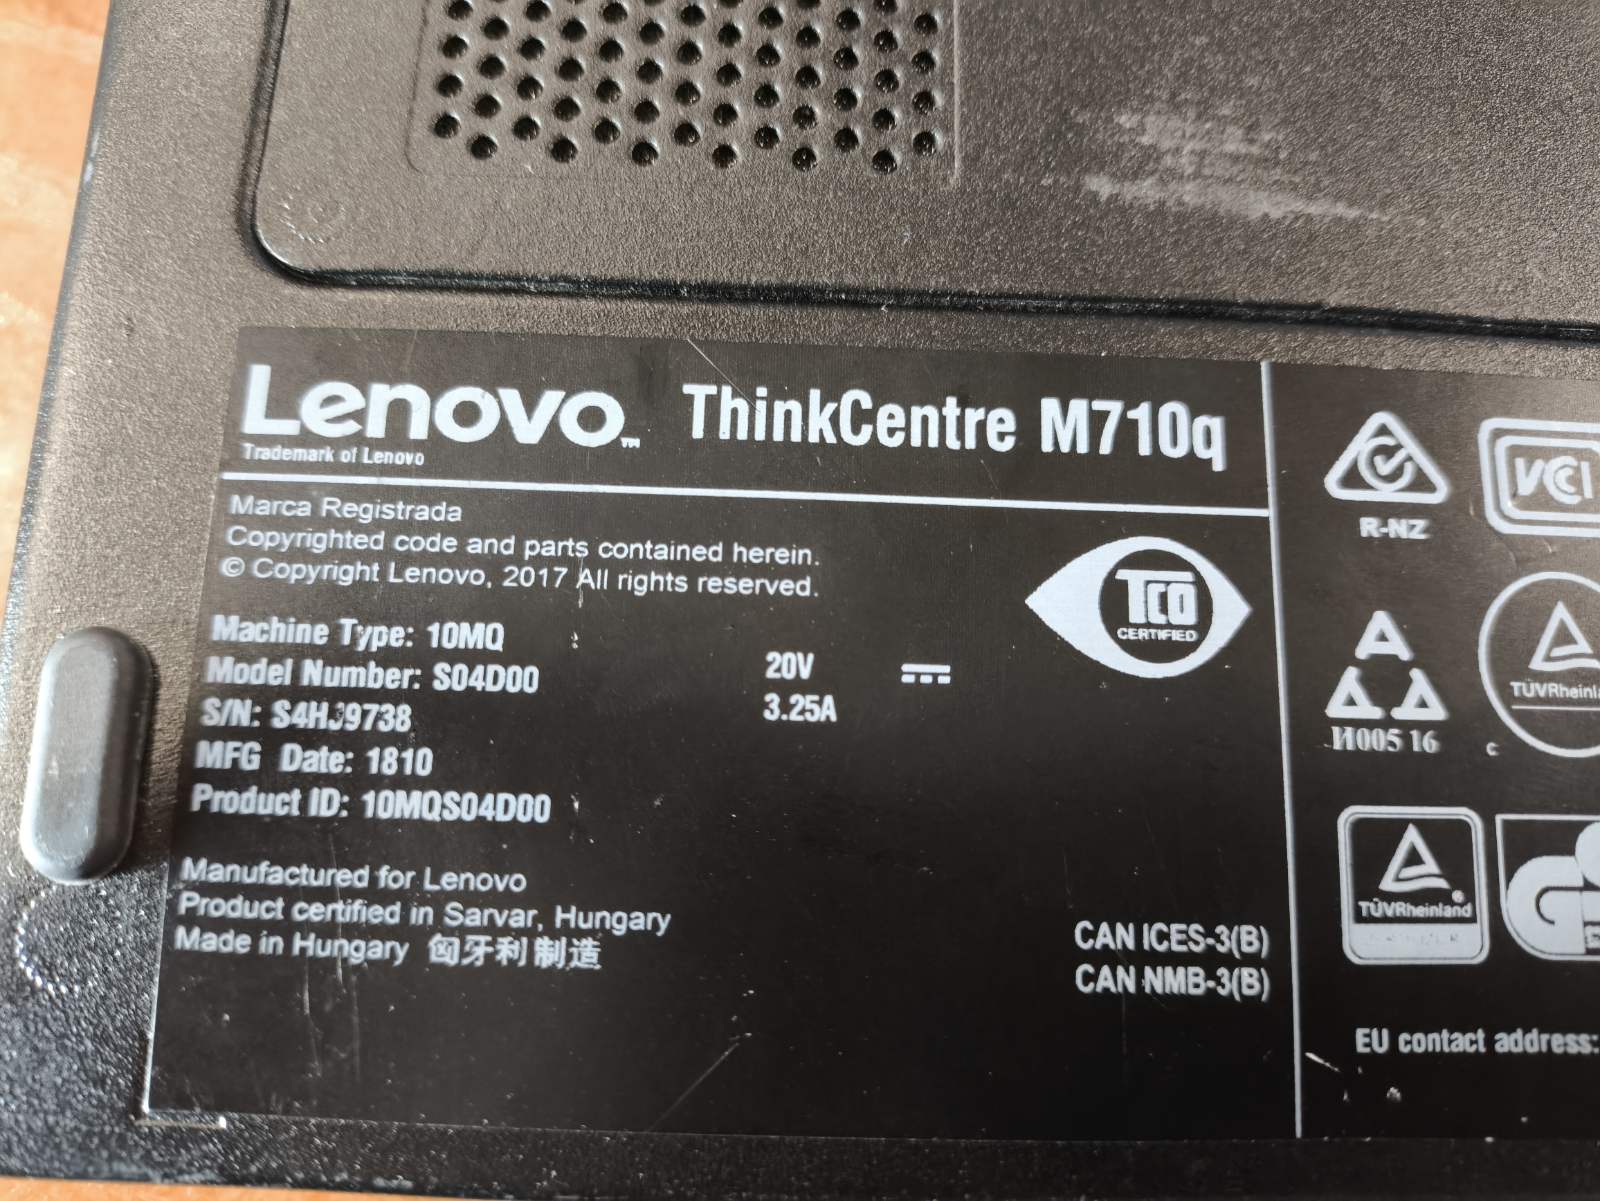 Lenovo™ ThinkCentre M710q
Trademark of Lenovo
Marca Registrada
Copyrighted code and parts contained herein.
© Copyright Lenovo, 2017 All rights reserved.
Machine Type: 10MQ
Model Number: S04D00
S/N: S4HJ9738
MFG Date: 1810
Product ID: 10MQS04D00
20V
3.25A
Manufactured for Lenovo
Product certified in Sarvar, Hungary
Made in Hungary 匈牙利制造
TCO
CERTIFIED
CAN ICES-3(B)
CAN NMB-3(B)
R-NZ
VCCI
И005 16
c
TÜVRheinl
TÜVRheinland®
EU contact address: